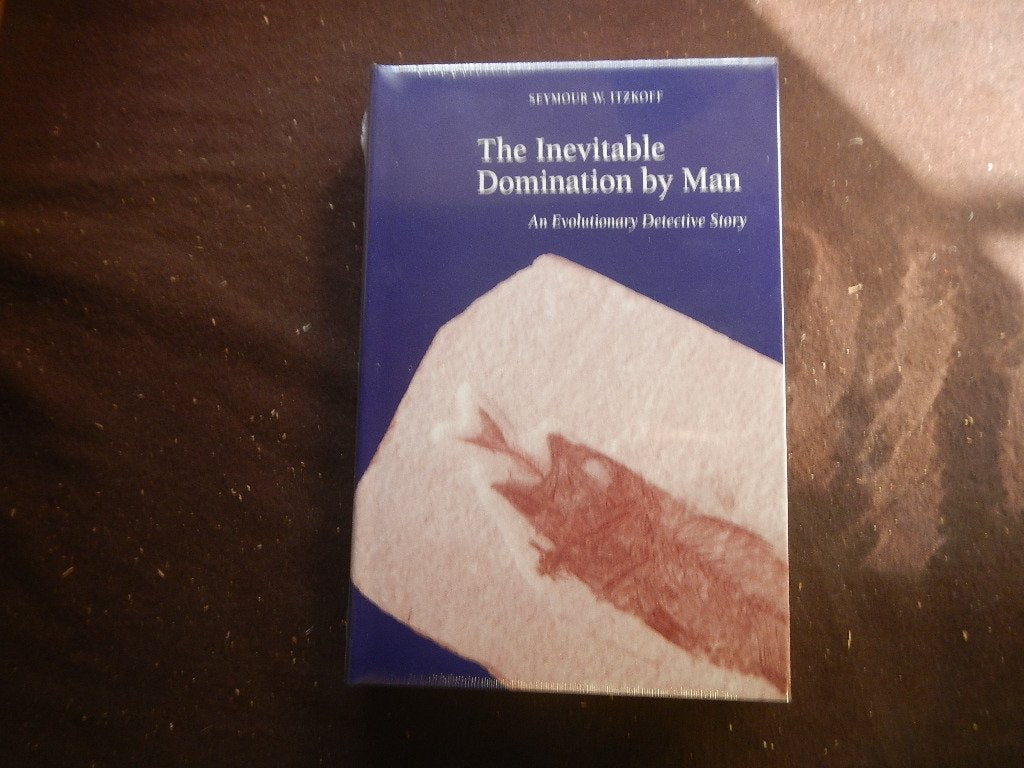 SEYMOUR W. ITZKOFF
The Inevitable
Domination by Man
An Evolutionary Detective Story